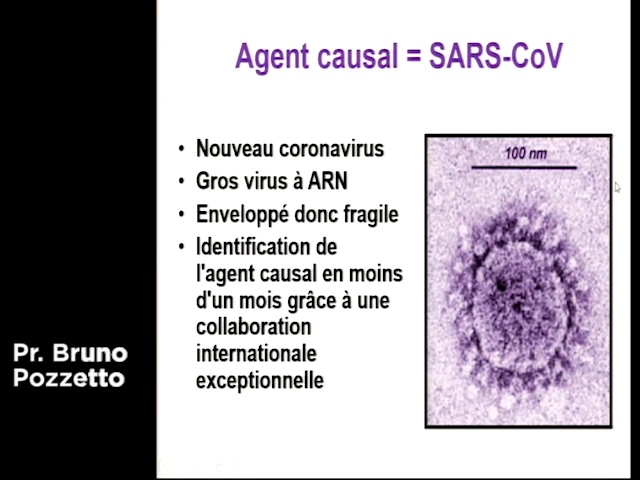 Agent causal = SARS-CoV
• Nouveau coronavirus
• Gros virus à ARN
• Enveloppé donc fragile
• Identification de
l'agent causal en moins
d'un mois grâce à une
collaboration
internationale
exceptionnelle
100 nm
Pr. Bruno
Pozzetto